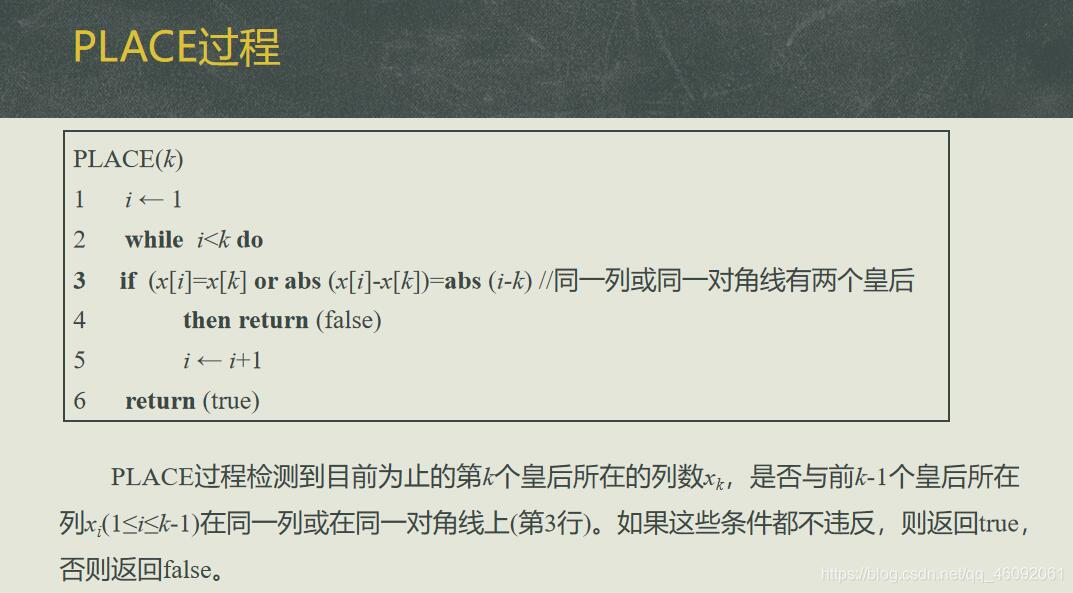 PLACE过程
PLACE(k)
1 i ← 1
2 while i<k do
3 if (x[i]=x[k] or abs (x[i]-x[k])=abs (i-k) //同一列或同一对角线有两个皇后
4 then return (false)
5 i ← i+1
6 return (true)
PLACE过程检测到目前为止的第k个皇后所在的列数xk，是否与前k-1个皇后所在
列xi(1≤i≤k-1)在同一列或在同一对角线上(第3行)。如果这些条件都不违反，则返回true，
否则返回false。
https://blog.csdn.net/qq_46092061